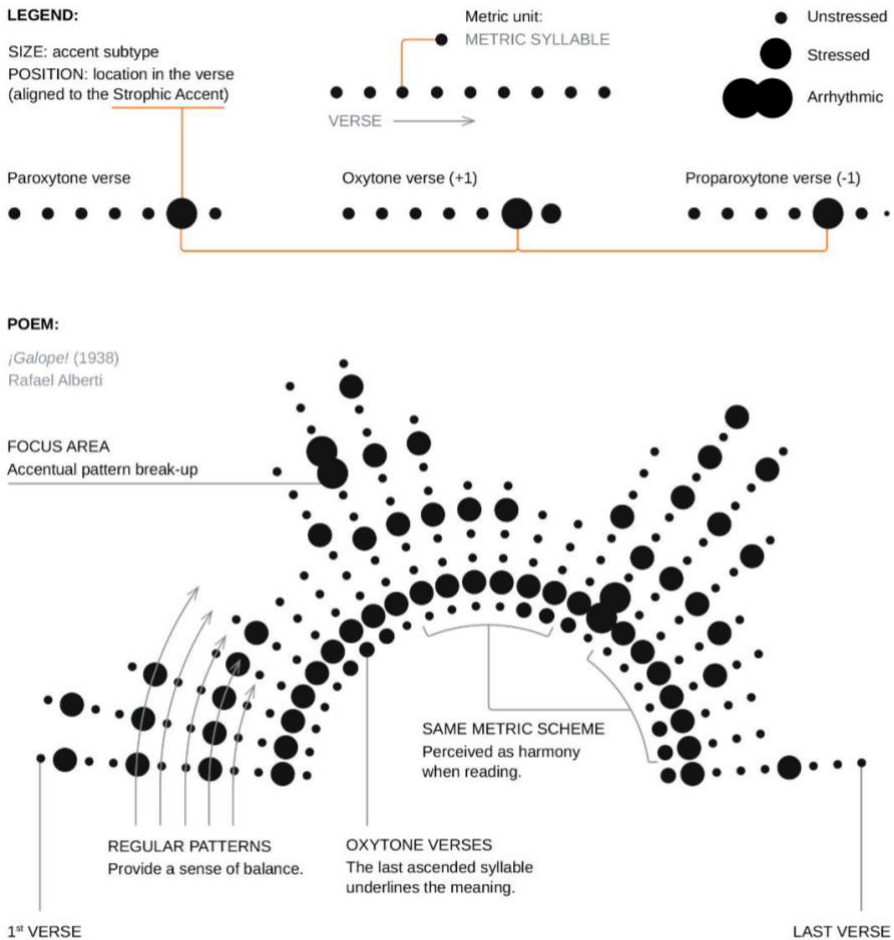 LEGEND:
SIZE: accent subtype
POSITION: location in the verse
(aligned to the Strophic Accent)
Metric unit:
METRIC SYLLABLE
VERSE
Unstressed
Stressed
Arrhythmic
Paroxytone verse
Oxytone verse (+1)
Proparoxytone verse (-1)
POEM:
¡Galope! (1938)
Rafael Alberti
FOCUS AREA
Accentual pattern break-up
SAME METRIC SCHEME
Perceived as harmony
when reading.
REGULAR PATTERNS
Provide a sense of balance.
OXYTONE VERSES
The last ascended syllable
underlines the meaning.
1st VERSE
LAST VERSE